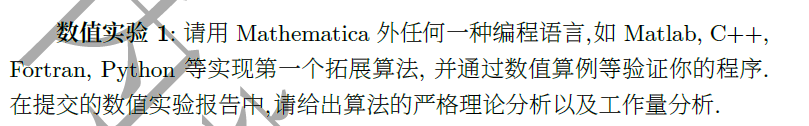 数值实验 1: 请用 Mathematica 外任何一种编程语言,如 Matlab, C++,
Fortran, Python 等实现第一个拓展算法, 并通过数值算例等验证你的程序.
在提交的数值实验报告中,请给出算法的严格理论分析以及工作量分析.